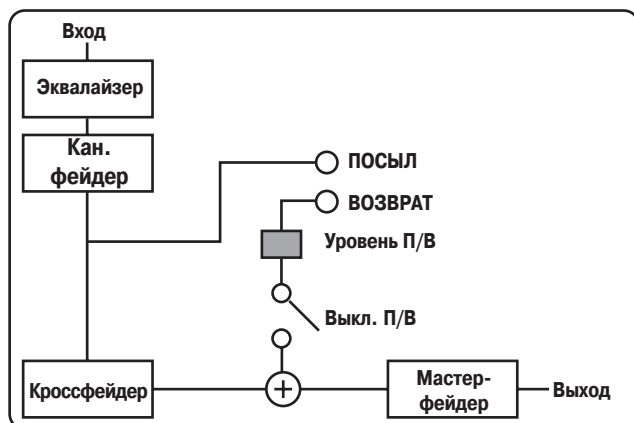 Вход
Эквалайзер
Кан.
фейдер
ПОСЫЛ
ВОЗВРАТ
Уровень П/В
Выкл. П/В
Кроссфейдер
+
Мастер-
фейдер
Выход